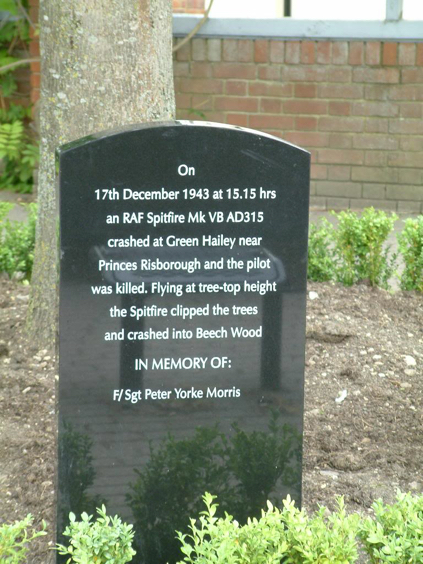 On
17th December 1943 at 15.15 hrs
an RAF Spitfire Mk VB AD315
crashed at Green Hailey near
Princes Risborough and the pilot
was killed. Flying at tree-top height
the Spitfire clipped the trees
and crashed into Beech Wood
IN MEMORY OF:
F/Sgt Peter Yorke Morris